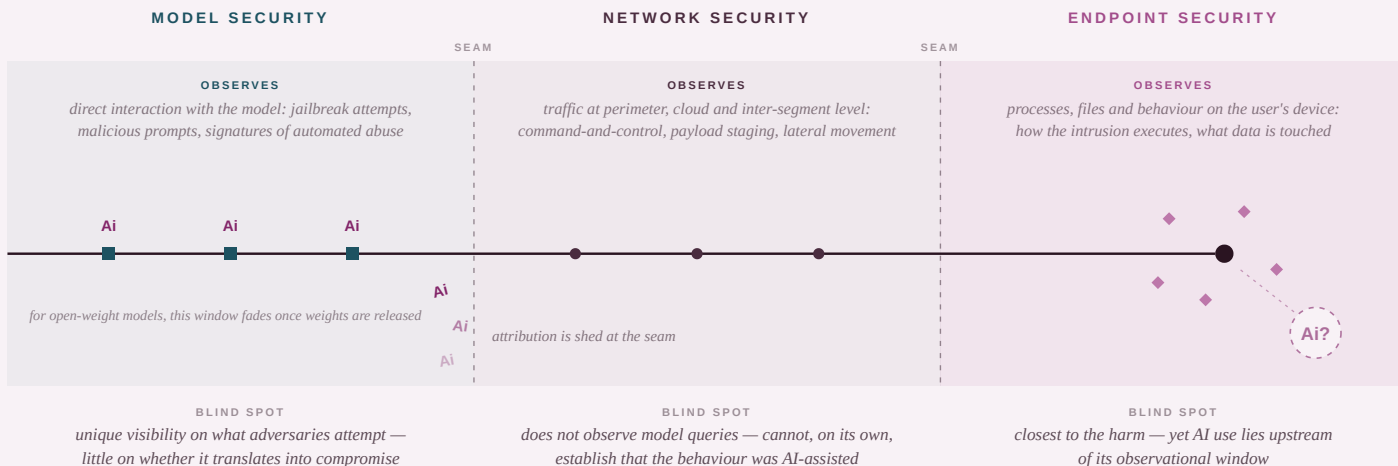 MODEL SECURITY
NETWORK SECURITY
ENDPOINT SECURITY
SEAM
SEAM
OBSERVES
direct interaction with the model: jailbreak attempts,
malicious prompts, signatures of automated abuse
OBSERVES
traffic at perimeter, cloud and inter-segment level:
command-and-control, payload staging, lateral movement
OBSERVES
processes, files and behaviour on the user's device:
how the intrusion executes, what data is touched
Ai
Ai
Ai
Ai
for open-weight models, this window fades once weights are released
Ai
Ai
attribution is shed at the seam
Ai?
BLIND SPOT
unique visibility on what adversaries attempt —
little on whether it translates into compromise
BLIND SPOT
does not observe model queries — cannot, on its own,
establish that the behaviour was AI-assisted
BLIND SPOT
closest to the harm — yet AI use lies upstream
of its observational window